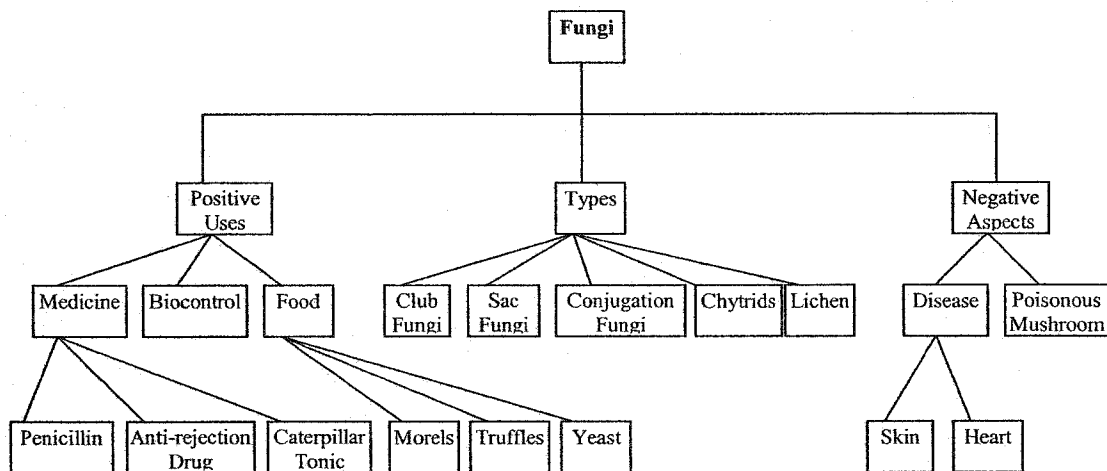 Fungi
Positive
Uses
Types
Negative
Aspects
Medicine
Biocontrol
Food
Club
Fungi
Sac
Fungi
Conjugation
Fungi
Chytrids
Lichen
Disease
Poisonous
Mushroom
Penicillin
Anti-rejection
Drug
Caterpillar
Tonic
Morels
Truffles
Yeast
Skin
Heart